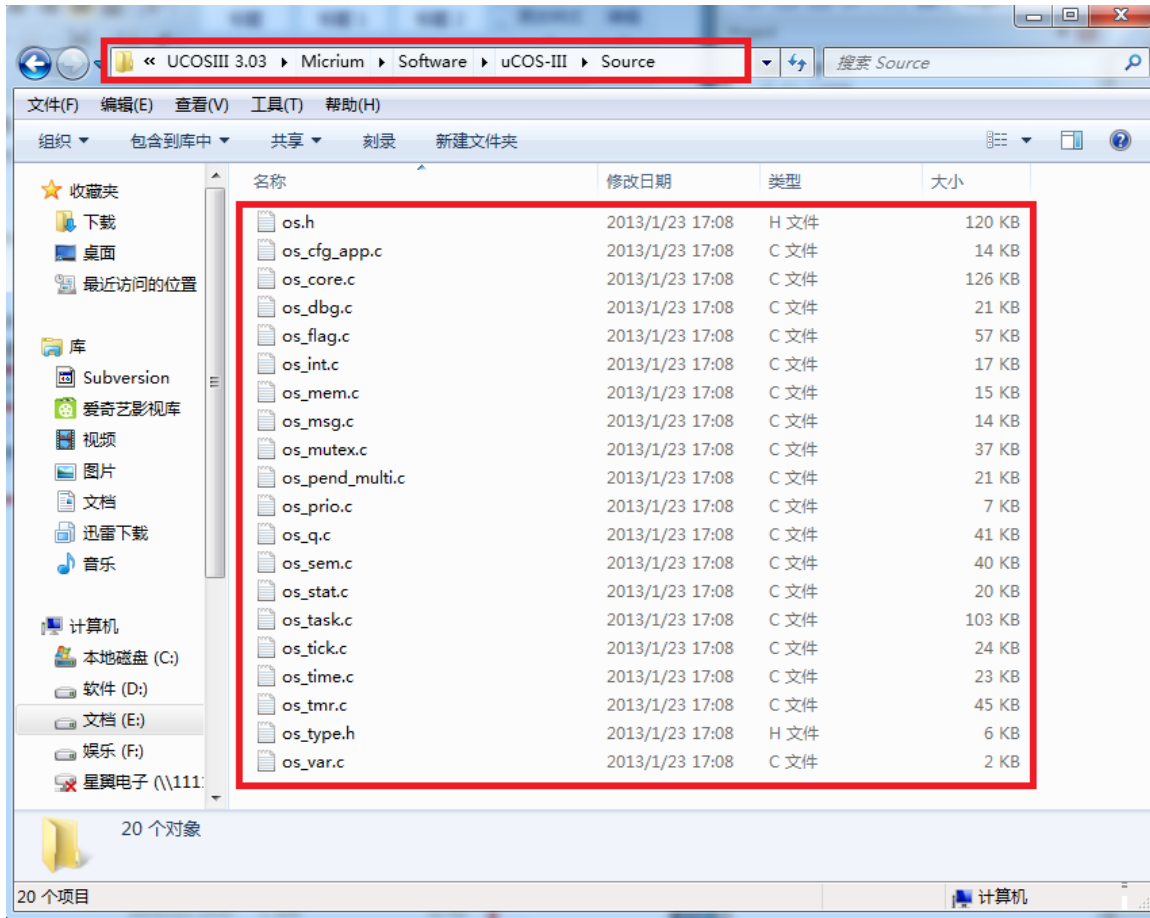 « UCOSIII 3.03 Micrium Software uCOS-III Source
搜索 Source
文件(F) 编辑(E) 查看(V) 工具(T) 帮助(H)
组织 包含到库中 共享 刻录 新建文件夹
收藏夹
下载
桌面
最近访问的位置
库
Subversion
爱奇艺影视库
视频
图片
文档
迅雷下载
音乐
计算机
本地磁盘 (C:)
软件 (D:)
文档 (E:)
娱乐 (F:)
星翼电子 (\\111
名称 修改日期 类型 大小
os.h 2013/1/23 17:08 H 文件 120 KB
os_cfg_app.c 2013/1/23 17:08 C 文件 14 KB
os_core.c 2013/1/23 17:08 C 文件 126 KB
os_dbg.c 2013/1/23 17:08 C 文件 21 KB
os_flag.c 2013/1/23 17:08 C 文件 57 KB
os_int.c 2013/1/23 17:08 C 文件 17 KB
os_mem.c 2013/1/23 17:08 C 文件 15 KB
os_msg.c 2013/1/23 17:08 C 文件 14 KB
os_mutex.c 2013/1/23 17:08 C 文件 37 KB
os_pend_multi.c 2013/1/23 17:08 C 文件 21 KB
os_prio.c 2013/1/23 17:08 C 文件 7 KB
os_q.c 2013/1/23 17:08 C 文件 41 KB
os_sem.c 2013/1/23 17:08 C 文件 40 KB
os_stat.c 2013/1/23 17:08 C 文件 20 KB
os_task.c 2013/1/23 17:08 C 文件 103 KB
os_tick.c 2013/1/23 17:08 C 文件 24 KB
os_time.c 2013/1/23 17:08 C 文件 23 KB
os_tmr.c 2013/1/23 17:08 C 文件 45 KB
os_type.h 2013/1/23 17:08 H 文件 6 KB
os_var.c 2013/1/23 17:08 C 文件 2 KB
20 个对象
20 个项目 计算机